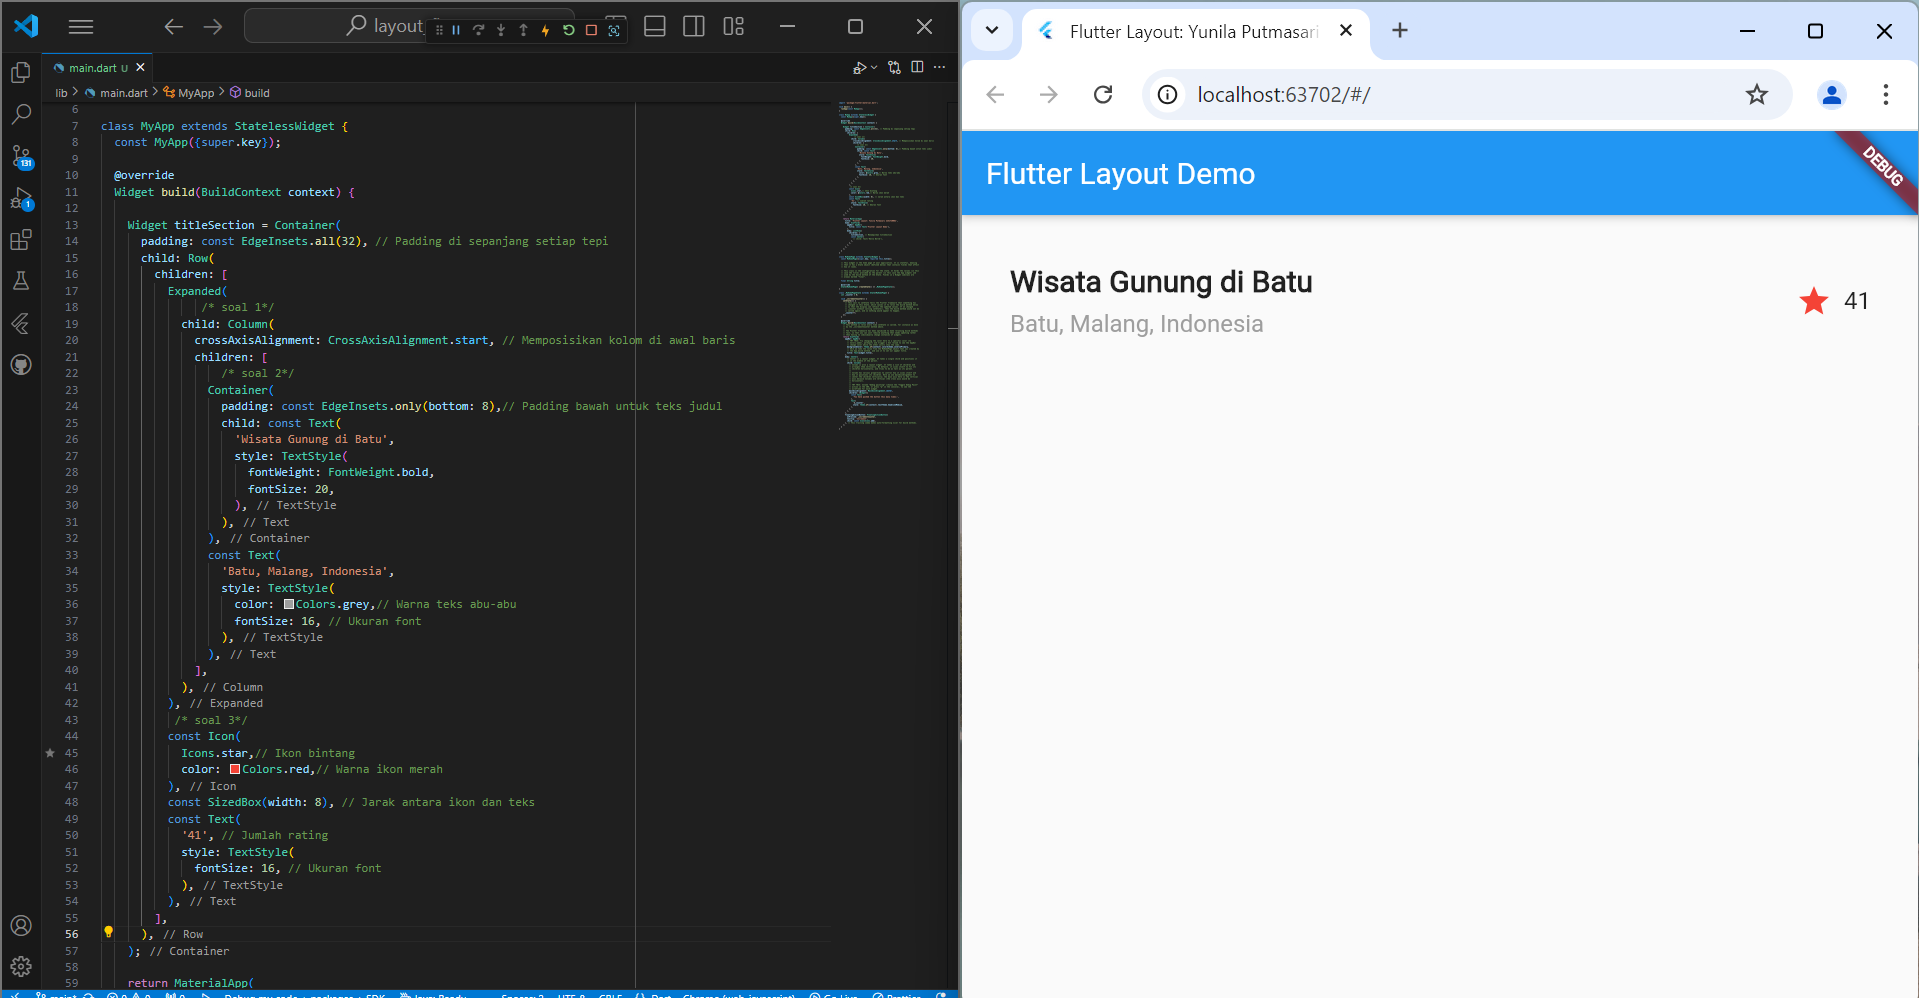 layout
main.dart U
lib > main.dart > MyApp > build
6
7 class MyApp extends StatelessWidget {
8 const MyApp({super.key});
9
10 @override
11 Widget build(BuildContext context) {
12
13 Widget titleSection = Container(
14 padding: const EdgeInsets.all(32), // Padding di sepanjang setiap tepi
15 child: Row(
16 children: [
17 Expanded(
18 /* soal 1*/
19 child: Column(
20 crossAxisAlignment: CrossAxisAlignment.start, // Memposisikan kolom di awal baris
21 children: [
22 /* soal 2*/
23 Container(
24 padding: const EdgeInsets.only(bottom: 8),// Padding bawah untuk teks judul
25 child: const Text(
26 'Wisata Gunung di Batu',
27 style: TextStyle(
28 fontWeight: FontWeight.bold,
29 fontSize: 20,
30 ), // TextStyle
31 ), // Text
32 ), // Container
33 const Text(
34 'Batu, Malang, Indonesia',
35 style: TextStyle(
36 color: Colors.grey,// Warna teks abu-abu
37 fontSize: 16, // Ukuran font
38 ), // TextStyle
39 ), // Text
40 ],
41 ), // Column
42 ), // Expanded
43 /* soal 3*/
44 const Icon(
45 Icons.star,// Ikon bintang
46 color: Colors.red,// Warna ikon merah
47 ), // Icon
48 const SizedBox(width: 8), // Jarak antara ikon dan teks
49 const Text(
50 '41', // Jumlah rating
51 style: TextStyle(
52 fontSize: 16, // Ukuran font
53 ), // TextStyle
54 ), // Text
55 ],
56 ), // Row
57 ); // Container
58
59 return MaterialApp(
131
1
Flutter Layout: Yunila Putmasari
localhost:63702/#/
Flutter Layout Demo
DEBUG
Wisata Gunung di Batu
Batu, Malang, Indonesia
41